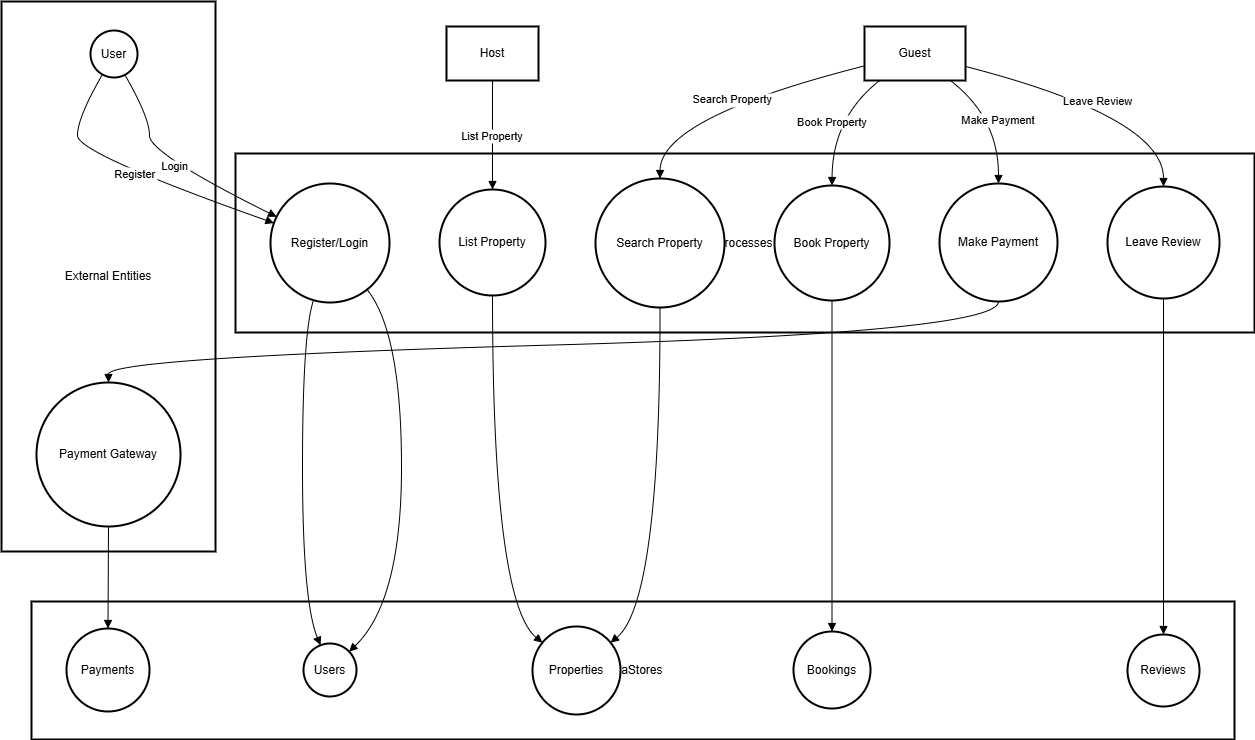 User
Host
Guest
Search Property
Leave Review
Book Property
Make Payment
List Property
Login
Register
Register/Login
List Property
Search Property
rocesses
Book Property
Make Payment
Leave Review
External Entities
Payment Gateway
Payments
Users
Properties
aStores
Bookings
Reviews